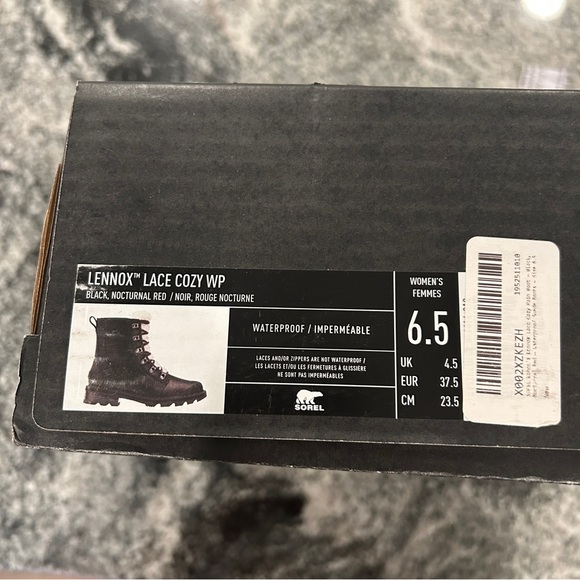 LENNOX™ LACE COZY WP
BLACK, NOCTURNAL RED / NOIR, ROUGE NOCTURNE
WATERPROOF / IMPERMÉABLE
LACES AND/OR ZIPPERS ARE NOT WATERPROOF /
LES LACETS ET/OU LES FERMETURES À GLISSIÈRE
NE SONT PAS IMPERMÉABLES
SOREL
WOMEN'S
FEMMES
6.5
UK 4.5
EUR 37.5
CM 23.5
X002XZKEZH 1952511010
New